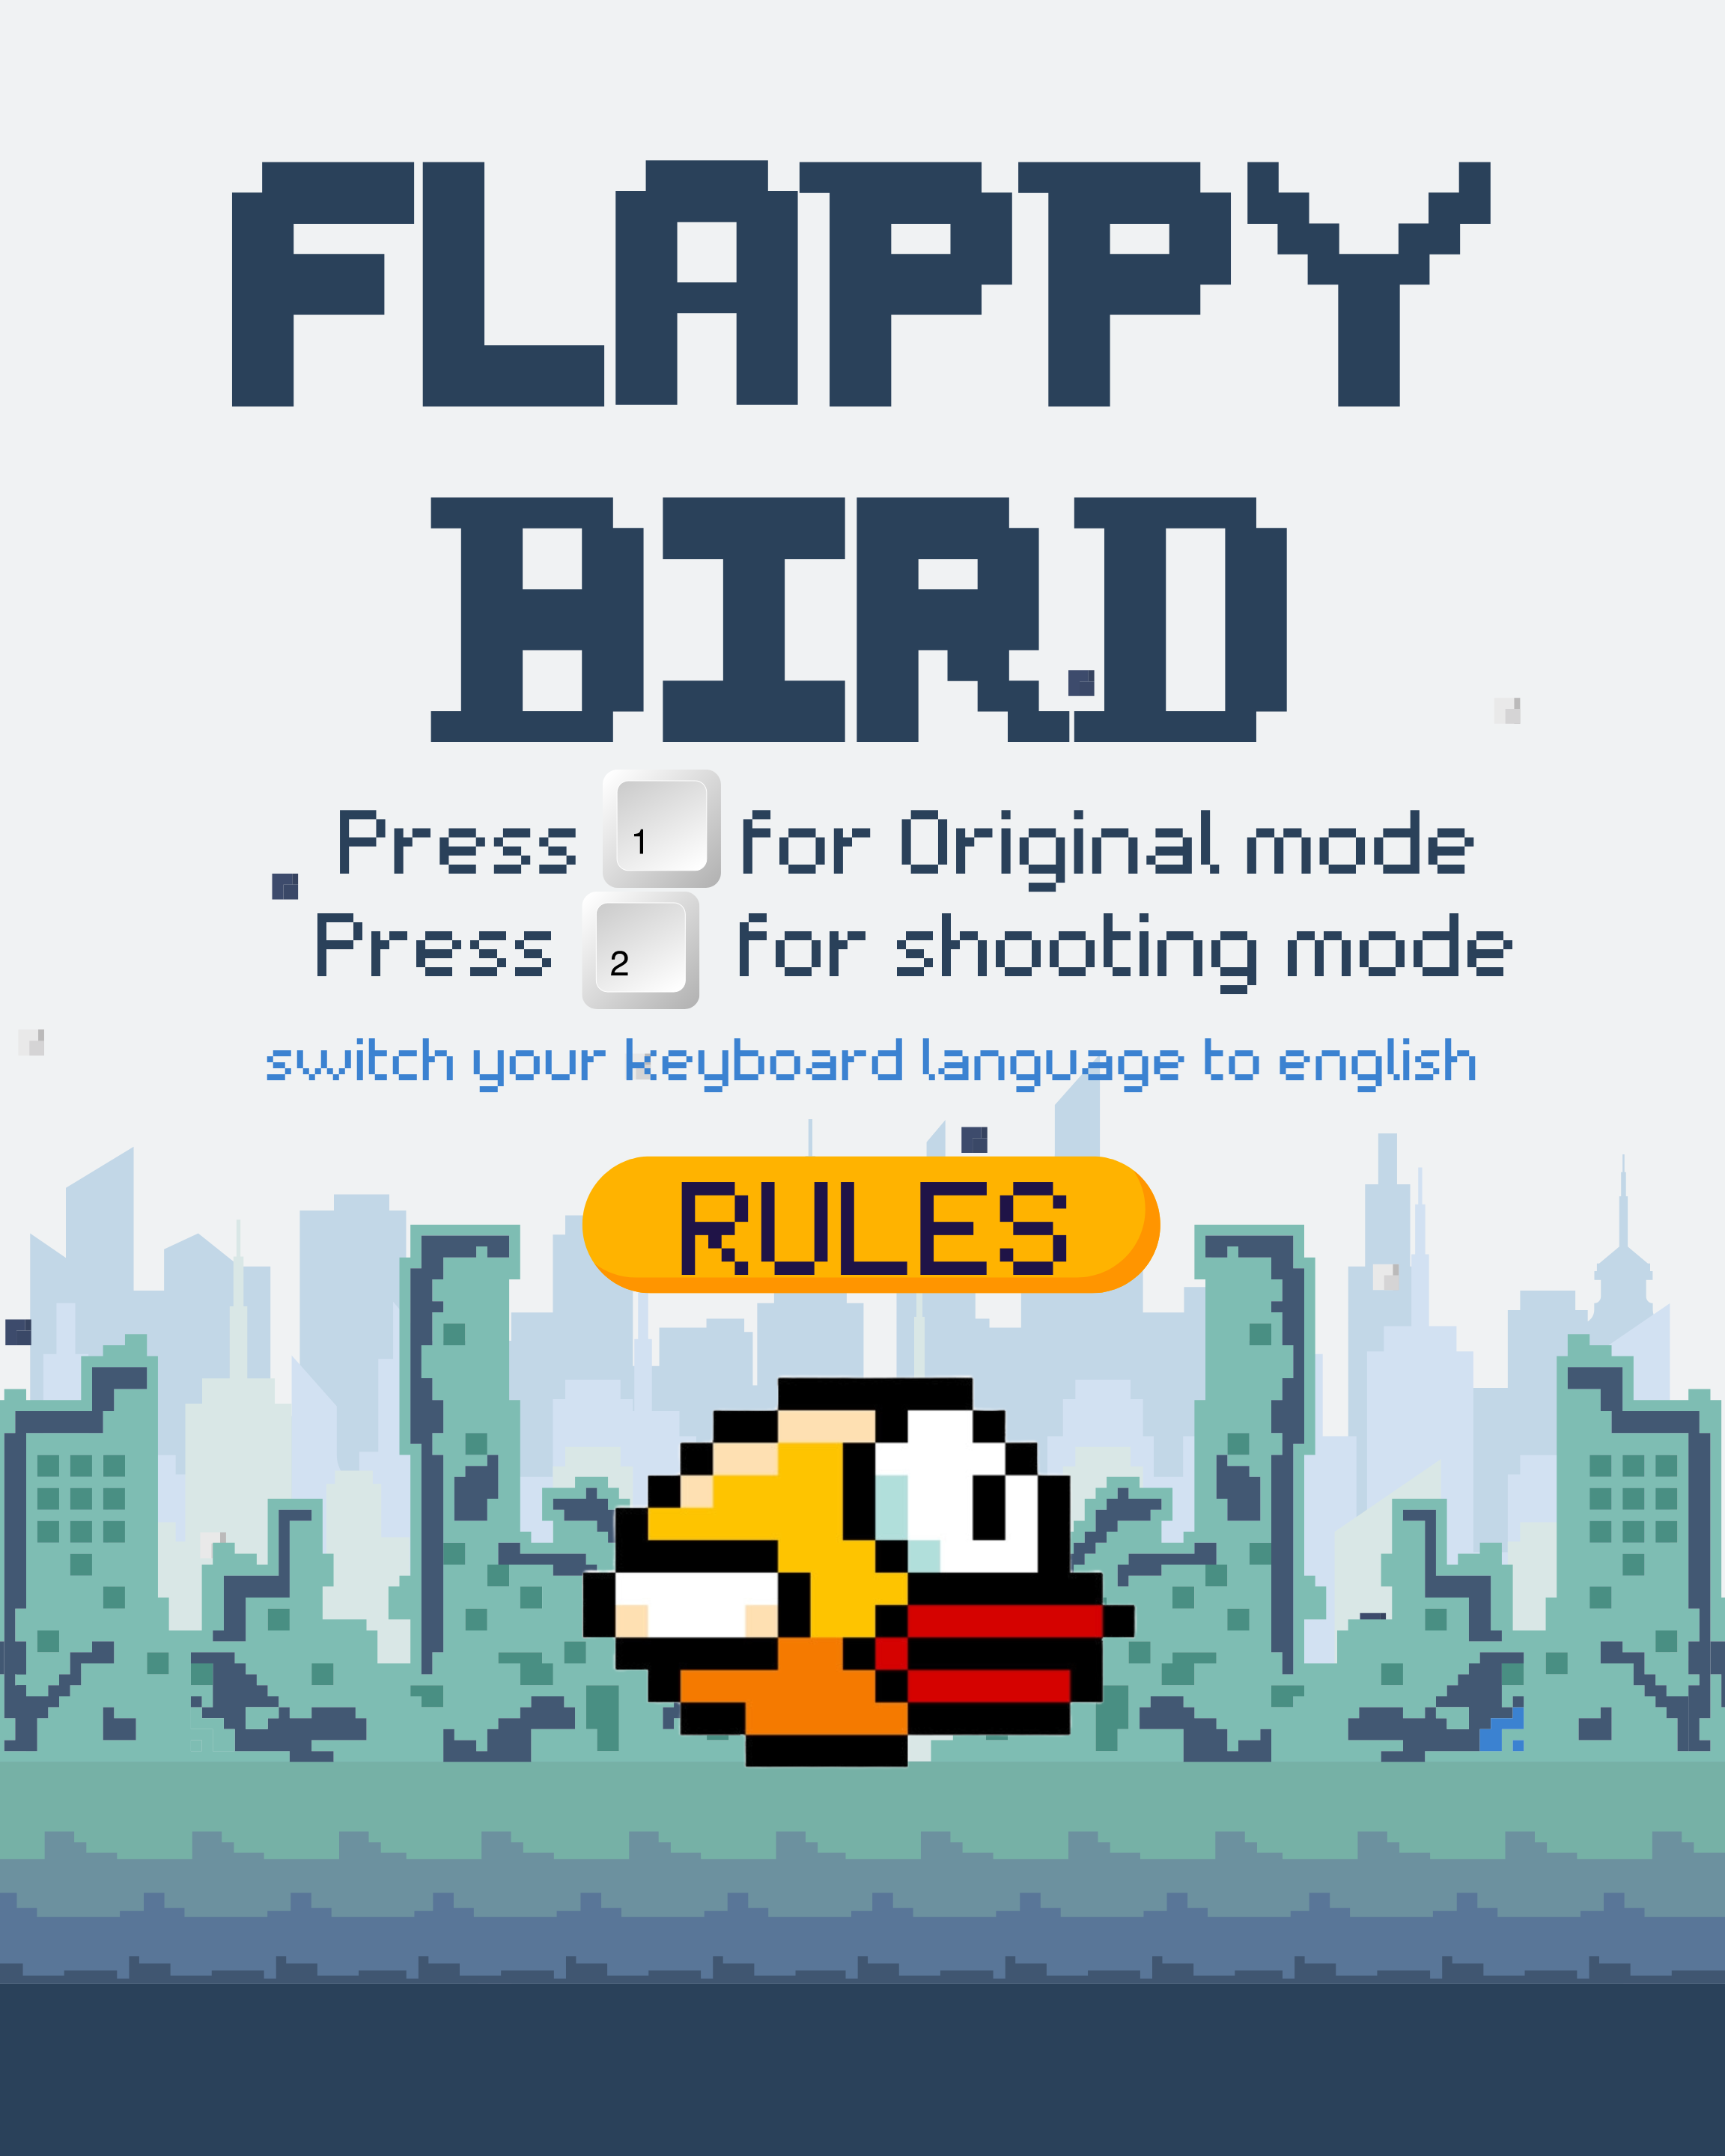 FLAPPY
BIRD
Press 1 for Original mode
Press 2 for shooting mode
switch your keyboard language to english
RULES